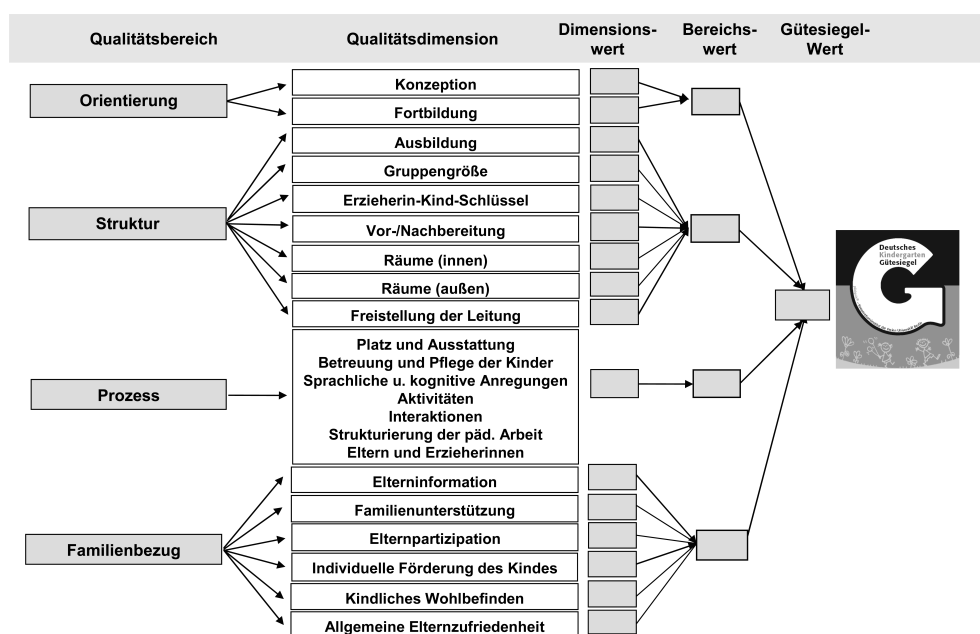 Qualitätsbereich
Qualitätsdimension
Dimensions-
wert
Bereichs-
wert
Gütesiegel-
Wert
Orientierung
Konzeption
Fortbildung
Struktur
Ausbildung
Gruppengröße
Erzieherin-Kind-Schlüssel
Vor-/Nachbereitung
Räume (innen)
Räume (außen)
Freistellung der Leitung
Prozess
Platz und Ausstattung
Betreuung und Pflege der Kinder
Sprachliche u. kognitive Anregungen
Aktivitäten
Interaktionen
Strukturierung der päd. Arbeit
Eltern und Erzieherinnen
Familienbezug
Elterninformation
Familienunterstützung
Elternpartizipation
Individuelle Förderung des Kindes
Kindliches Wohlbefinden
Allgemeine Elternzufriedenheit
Deutsches
Kindergarten
Gütesiegel